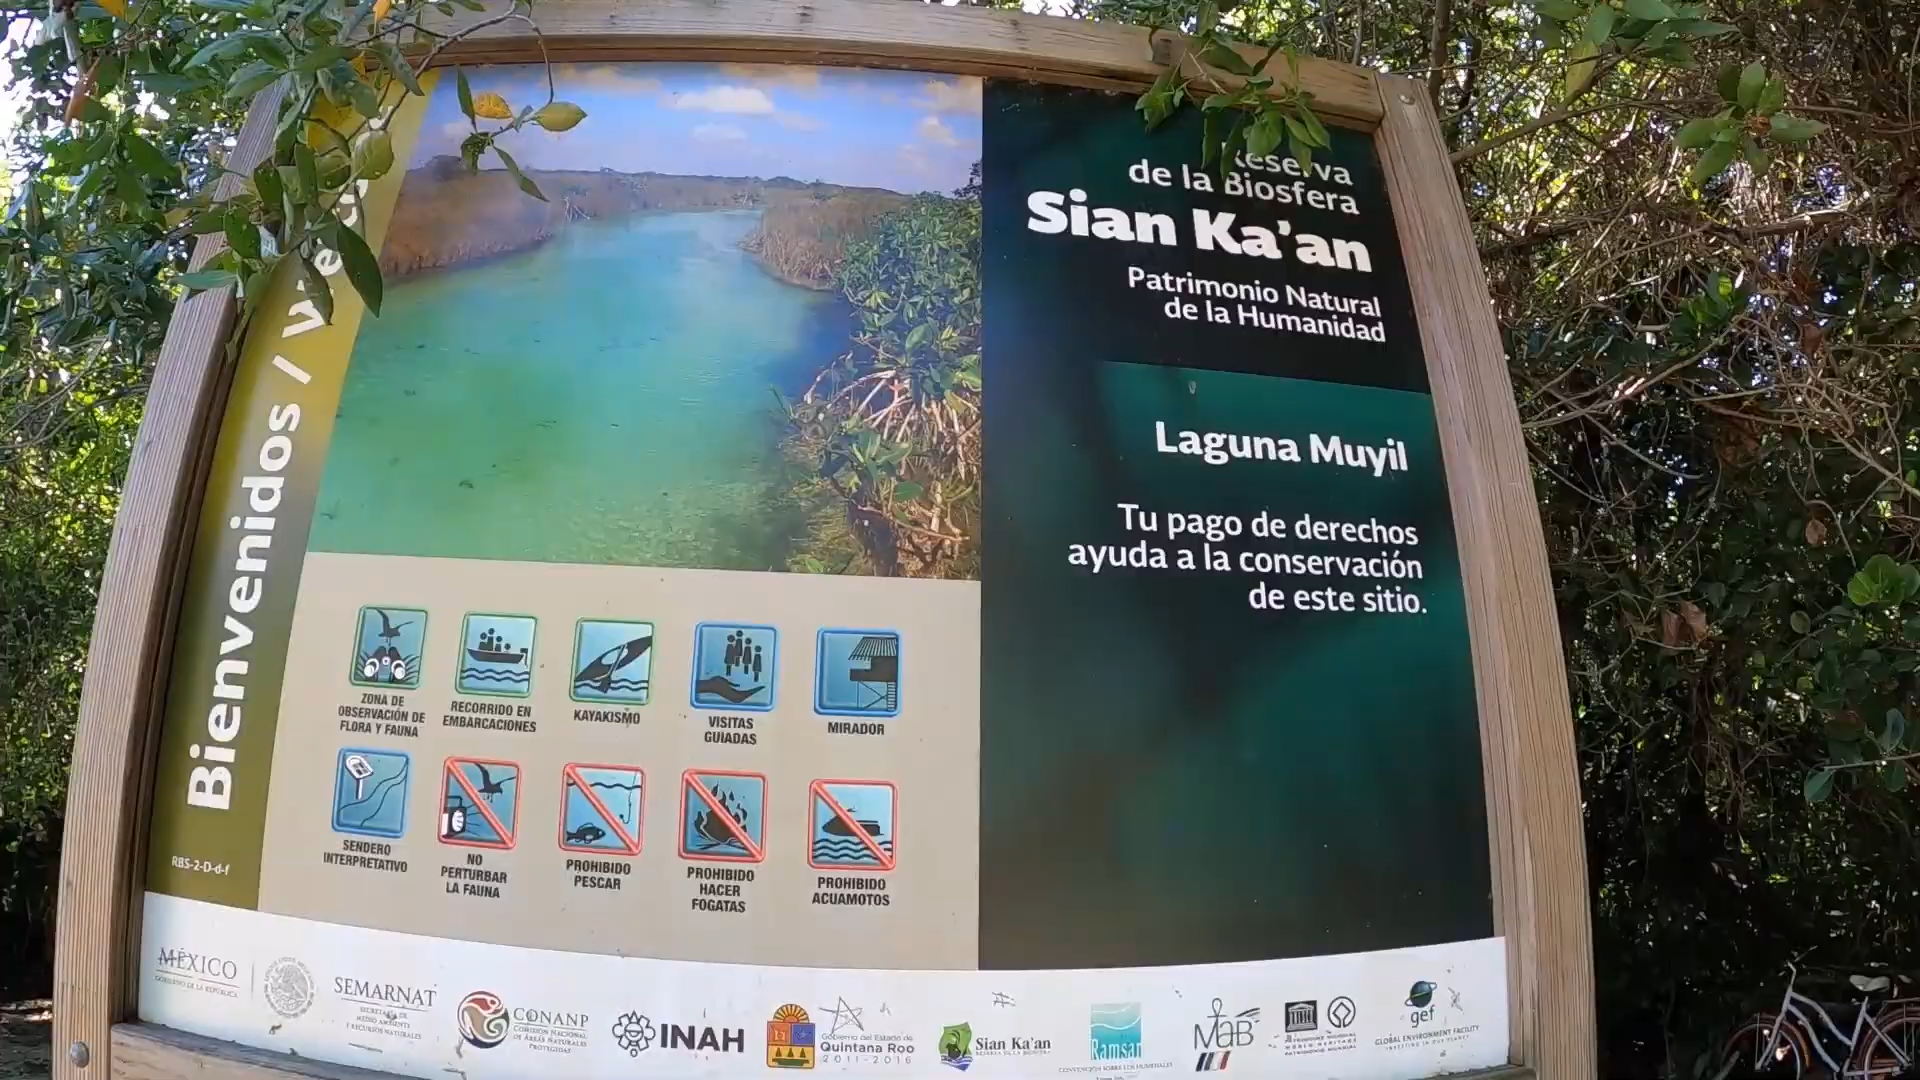 Bienvenidos /
Reserva
de la Biosfera
Sian Ka'an
Patrimonio Natural
de la Humanidad
Laguna Muyil
Tu pago de derechos
ayuda a la conservación
de este sitio.
ZONA DE
OBSERVACIÓN DE
FLORA Y FAUNA
RECORRIDO EN
EMBARCACIONES
KAYAKISMO
VISITAS
GUIADAS
MIRADOR
SENDERO
INTERPRETATIVO
NO
PERTURBAR
LA FAUNA
PROHIBIDO
PESCAR
PROHIBIDO
HACER
FOGATAS
PROHIBIDO
ACUAMOTOS
RBS-2-D-d-f
MÉXICO
GOBIERNO DE LA REPÚBLICA
SEMARNAT
SECRETARÍA DE
MEDIO AMBIENTE
Y RECURSOS NATURALES
CONANP
COMISIÓN NACIONAL
DE ÁREAS NATURALES
PROTEGIDAS
INAH
Gobierno del Estado de
Quintana Roo
2011-2016
Sian Ka'an
RESERVA DE LA BIOSFERA
Ramsar
CONVENCIÓN SOBRE LOS HUMEDALES
MaB
WORLD HERITAGE
PATRIMONIO MUNDIAL
gef
GLOBAL ENVIRONMENT FACILITY
INVESTING IN OUR PLANET